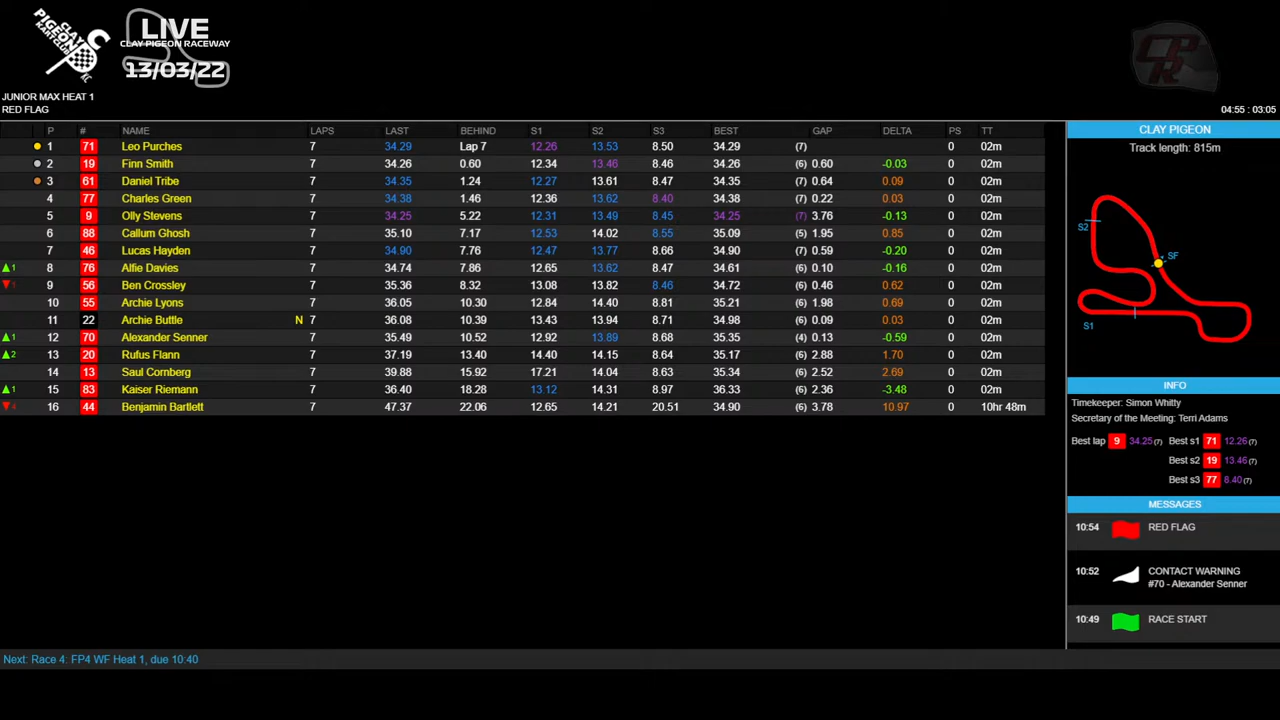 CLAY PIGEON KART CLUB
LIVE
CLAY PIGEON RACEWAY
13/03/22
CPR
JUNIOR MAX HEAT 1
RED FLAG
04:55 : 03:05
P # NAME LAPS LAST BEHIND S1 S2 S3 BEST GAP DELTA PS TT
1 71 Leo Purches 7 34.29 Lap 7 12.26 13.53 8.50 34.29 (7) 0 02m
2 19 Finn Smith 7 34.26 0.60 12.34 13.46 8.46 34.26 (6) 0.60 -0.03 0 02m
3 61 Daniel Tribe 7 34.35 1.24 12.27 13.61 8.47 34.35 (7) 0.64 0.09 0 02m
4 77 Charles Green 7 34.38 1.46 12.36 13.62 8.40 34.38 (7) 0.22 0.03 0 02m
5 9 Olly Stevens 7 34.25 5.22 12.31 13.49 8.45 34.25 (7) 3.76 -0.13 0 02m
6 88 Callum Ghosh 7 35.10 7.17 12.53 14.02 8.55 35.09 (5) 1.95 0.85 0 02m
7 46 Lucas Hayden 7 34.90 7.76 12.47 13.77 8.66 34.90 (7) 0.59 -0.20 0 02m
1 8 76 Alfie Davies 7 34.74 7.86 12.65 13.62 8.47 34.61 (6) 0.10 -0.16 0 02m
9 56 Ben Crossley 7 35.36 8.32 13.08 13.82 8.46 34.72 (6) 0.46 0.62 0 02m
10 55 Archie Lyons 7 36.05 10.30 12.84 14.40 8.81 35.21 (6) 1.98 0.69 0 02m
11 22 Archie Buttle N 7 36.08 10.39 13.43 13.94 8.71 34.98 (6) 0.09 0.03 0 02m
1 12 70 Alexander Senner 7 35.49 10.52 12.92 13.89 8.68 35.35 (4) 0.13 -0.59 0 02m
2 13 20 Rufus Flann 7 37.19 13.40 14.40 14.15 8.64 35.17 (6) 2.88 1.70 0 02m
14 13 Saul Cornberg 7 39.88 15.92 17.21 14.04 8.63 35.34 (6) 2.52 2.69 0 02m
1 15 83 Kaiser Riemann 7 36.40 18.28 13.12 14.31 8.97 36.33 (6) 2.36 -3.48 0 02m
4 16 44 Benjamin Bartlett 7 47.37 22.06 12.65 14.21 20.51 34.90 (6) 3.78 10.97 0 10hr 48m
CLAY PIGEON
Track length: 815m
S2
SF
S1
INFO
Timekeeper: Simon Whitty
Secretary of the Meeting: Terri Adams
Best lap 9 34.25 (7) Best s1 71 12.26 (7)
Best s2 19 13.46 (7)
Best s3 77 8.40 (7)
MESSAGES
10:54 RED FLAG
10:52 CONTACT WARNING
#70 - Alexander Senner
10:49 RACE START
Next: Race 4: FP4 WF Heat 1, due 10:40